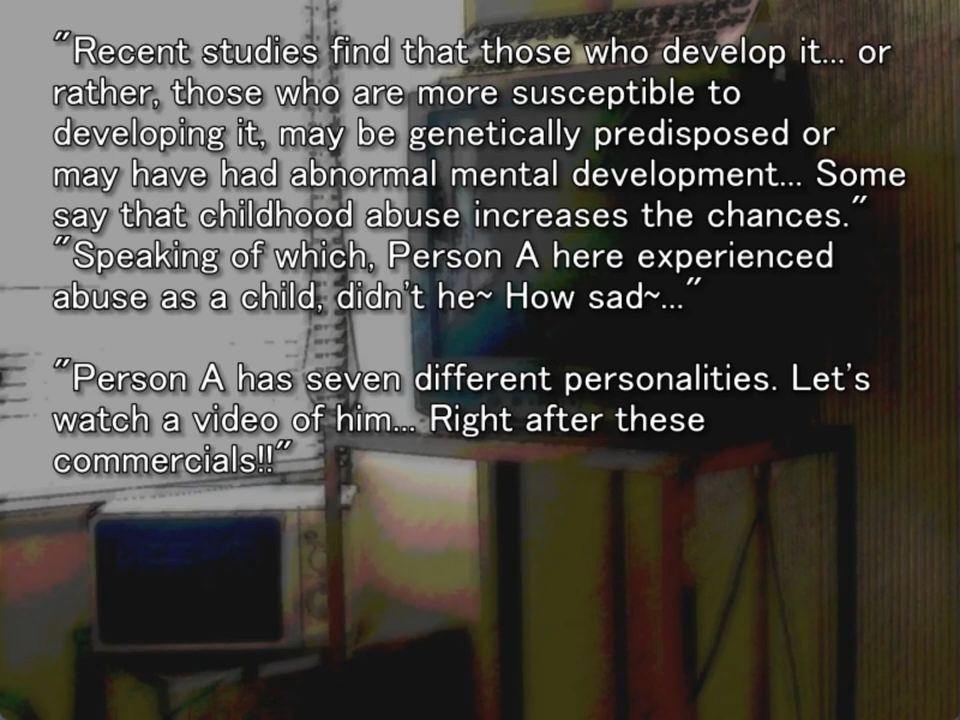 "Recent studies find that those who develop it... or
rather, those who are more susceptible to
developing it, may be genetically predisposed or
may have had abnormal mental development... Some
say that childhood abuse increases the chances."
"Speaking of which, Person A here experienced
abuse as a child, didn't he~ How sad~..."
"Person A has seven different personalities. Let's
watch a video of him... Right after these
commercials!!"